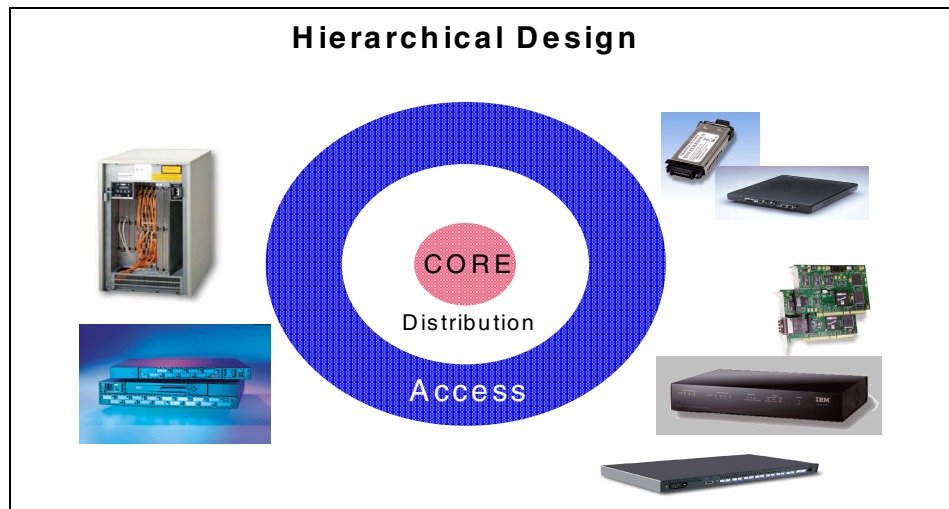 Hierarchical Design
CORE
Distribution
Access
IBM